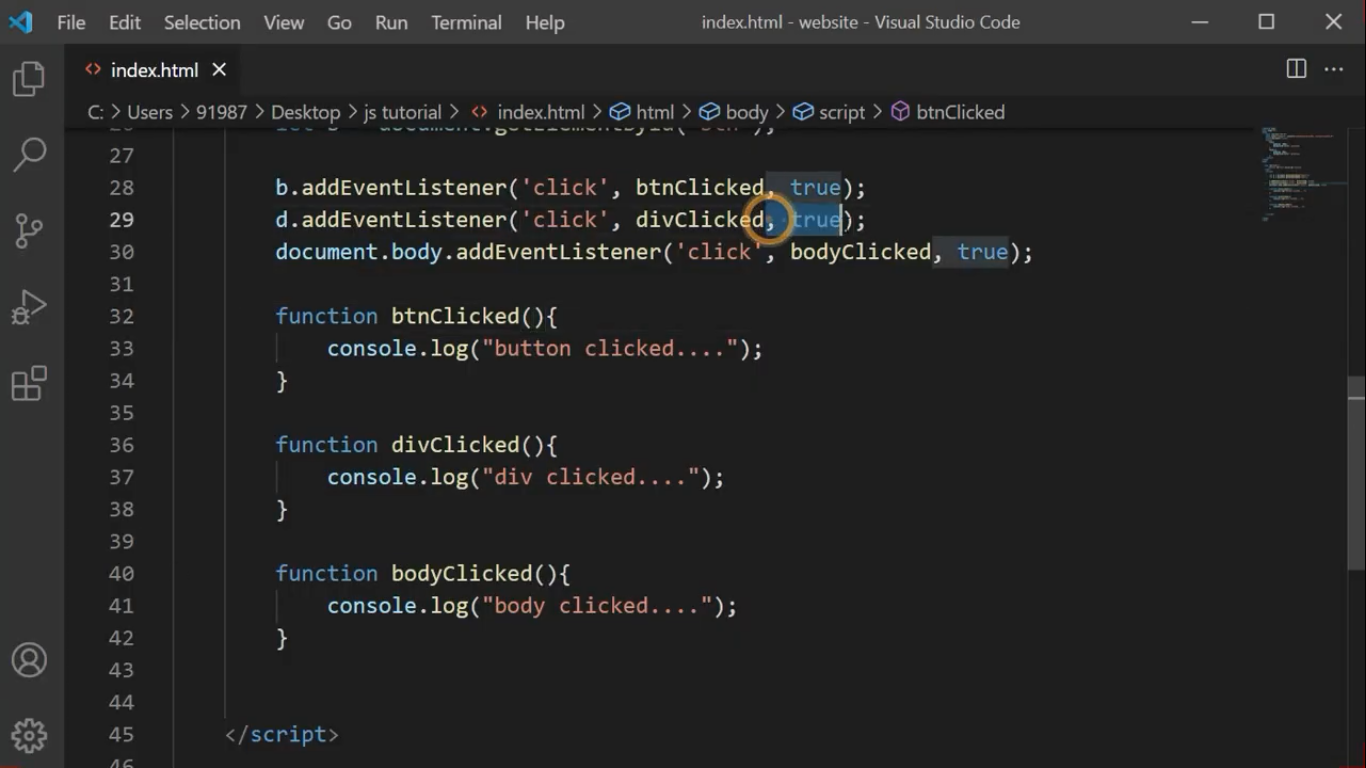 File Edit Selection View Go Run Terminal Help index.html - website - Visual Studio Code
index.html
C: > Users > 91987 > Desktop > js tutorial > index.html > html > body > script > btnClicked
27
28 b.addEventListener('click', btnClicked, true);
29 d.addEventListener('click', divClicked, true);
30 document.body.addEventListener('click', bodyClicked, true);
31
32 function btnClicked(){
33 console.log("button clicked....");
34 }
35
36 function divClicked(){
37 console.log("div clicked....");
38 }
39
40 function bodyClicked(){
41 console.log("body clicked....");
42 }
43
44
45 </script>
46